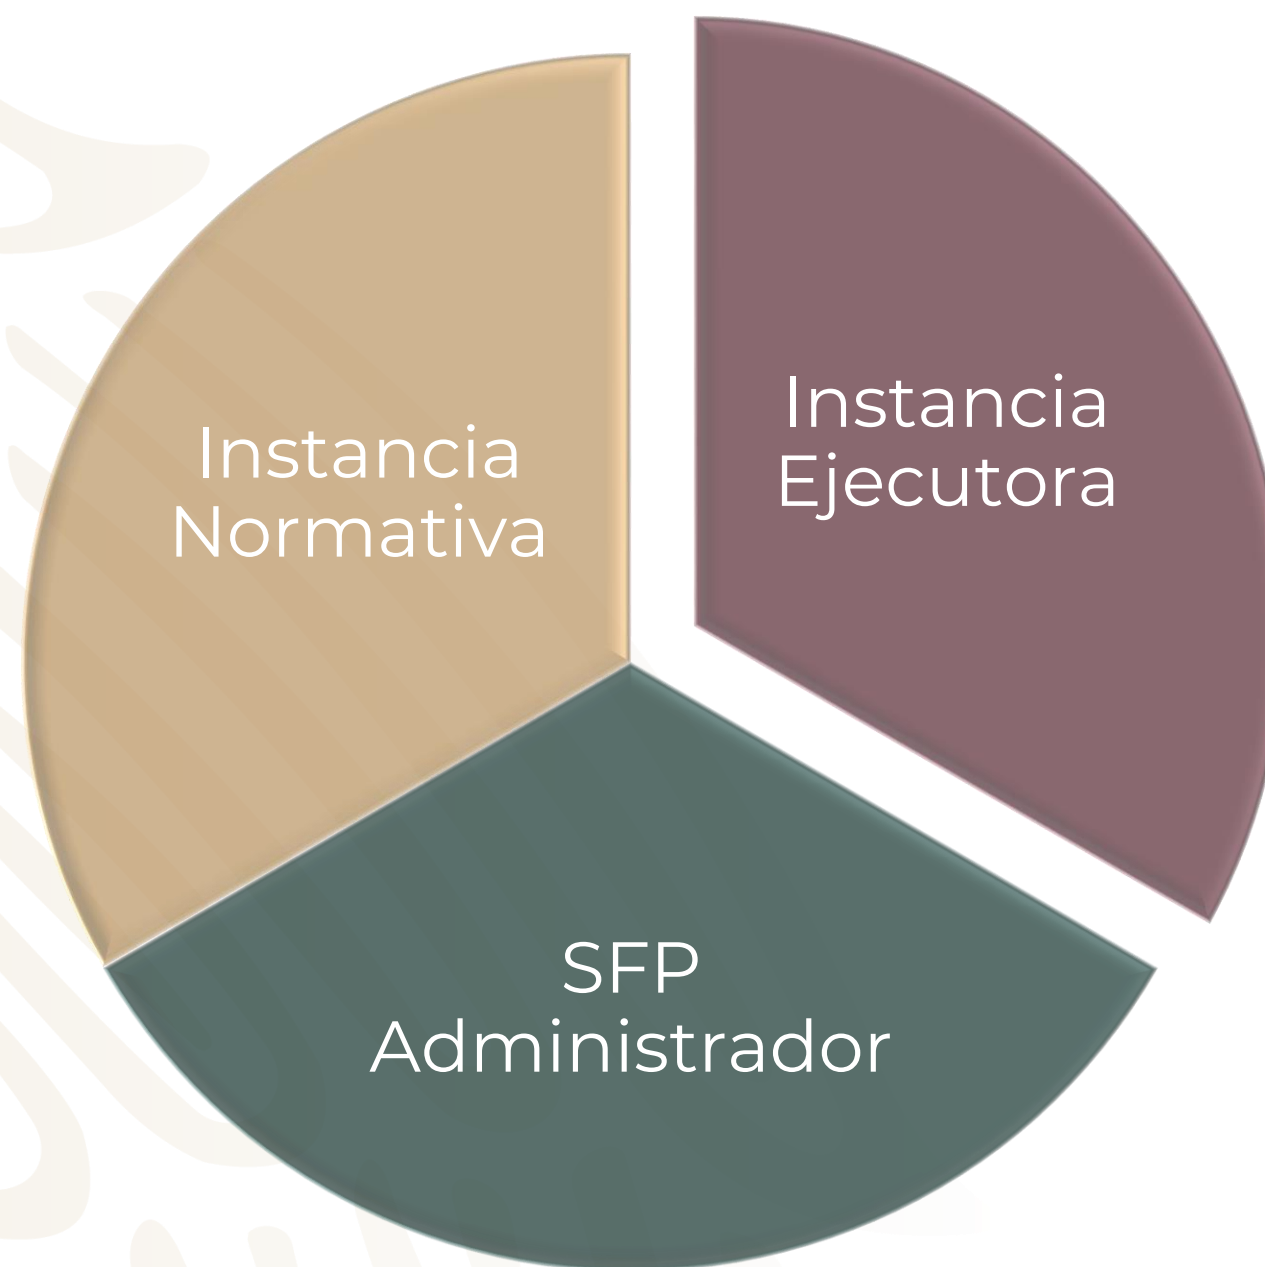 Instancia
Normativa
Instancia
Ejecutora
SFP
Administrador